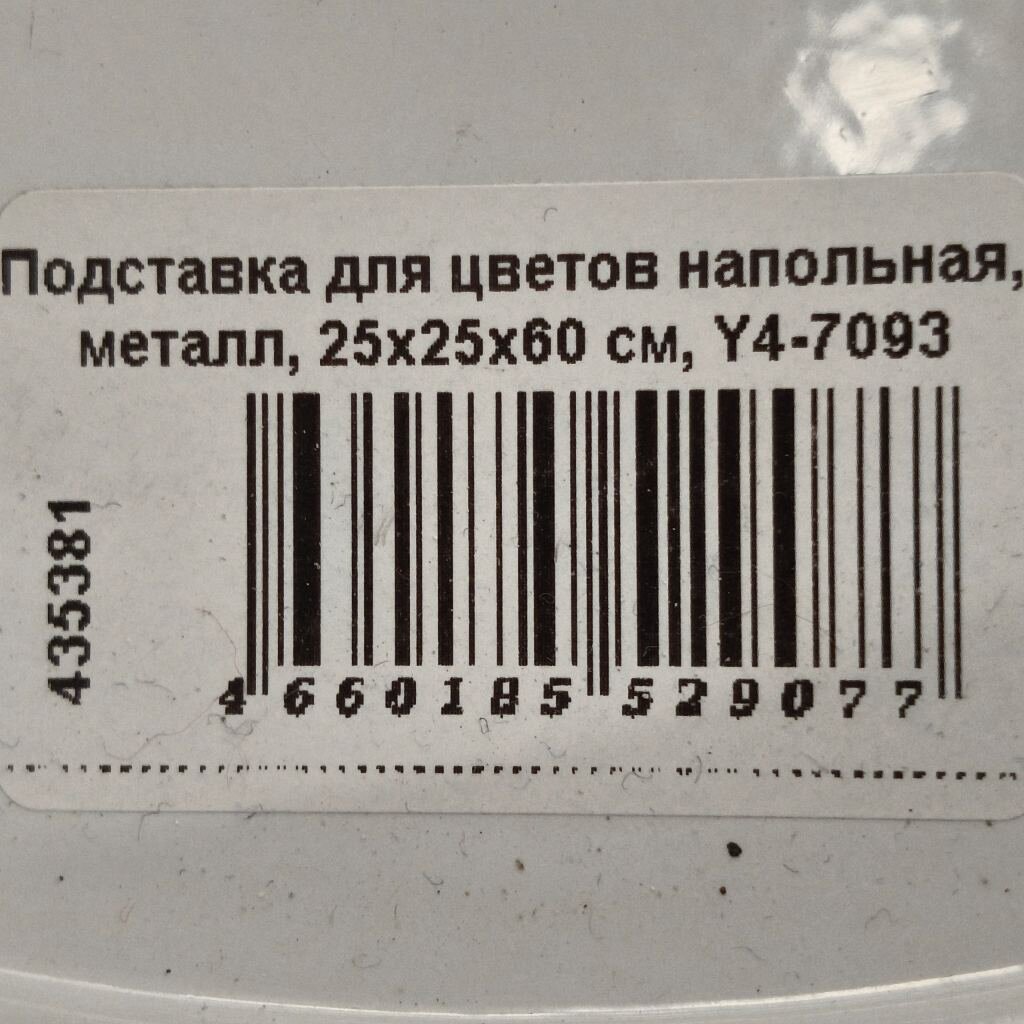 Подставка для цветов напольная,
металл, 25x25x60 см, Y4-7093
435381
4 660185 529077